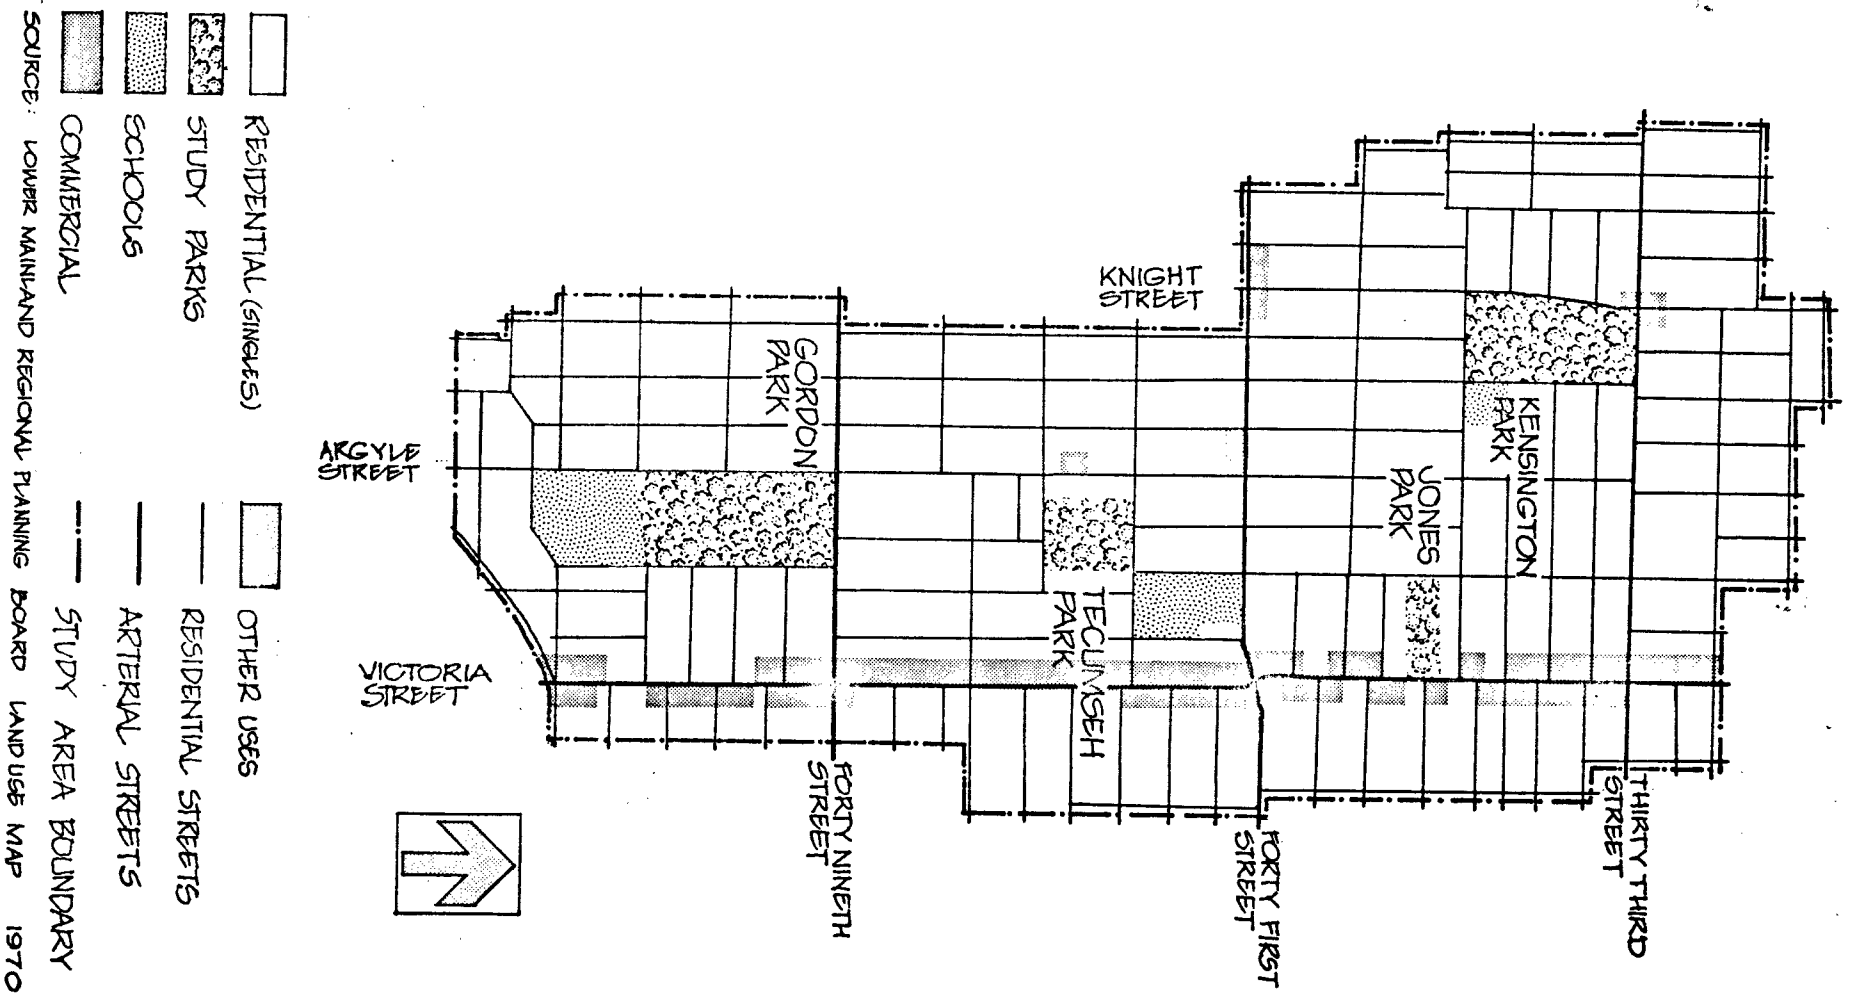 KNIGHT
STREET
GORDON
PARK
KENSINGTON
PARK
JONES
PARK
ARGYLE
STREET
TECUMSEH
PARK
VICTORIA
STREET
FORTY NINETH
STREET
FORTY FIRST
STREET
THIRTY THIRD
STREET
RESIDENTIAL (SINGLES)
STUDY PARKS
SCHOOLS
COMMERCIAL
OTHER USES
RESIDENTIAL STREETS
ARTERIAL STREETS
STUDY AREA BOUNDARY
SOURCE: LOWER MAINLAND REGIONAL PLANNING BOARD LAND USE MAP 1970